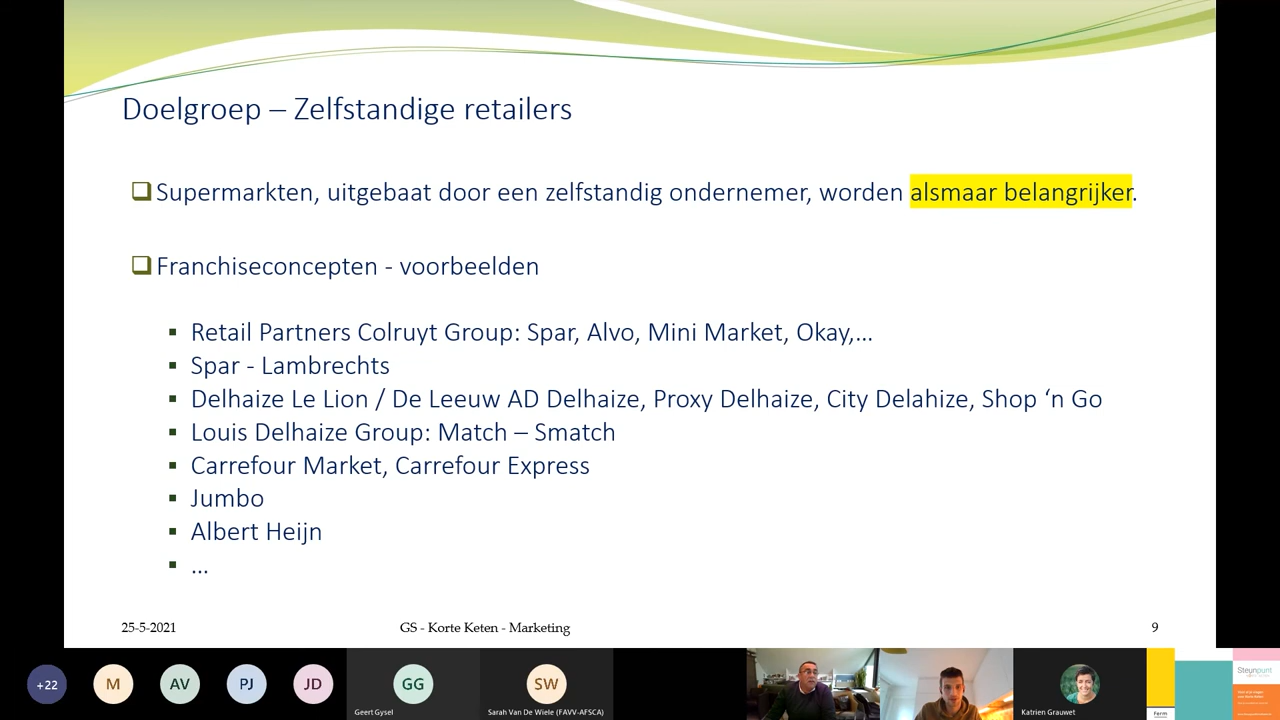 Doelgroep – Zelfstandige retailers
Supermarkten, uitgebaat door een zelfstandig ondernemer, worden alsmaar belangrijker.
Franchiseconcepten - voorbeelden
Retail Partners Colruyt Group: Spar, Alvo, Mini Market, Okay,...
Spar - Lambrechts
Delhaize Le Lion / De Leeuw AD Delhaize, Proxy Delhaize, City Delahize, Shop ‘n Go
Louis Delhaize Group: Match – Smatch
Carrefour Market, Carrefour Express
Jumbo
Albert Heijn
...
25-5-2021 GS - Korte Keten - Marketing 9
+22 M AV PJ JD GG SW
Geert Gysel Sarah Van De Wiele (FAVV-AFSCA) Katrien Grauwet
Ferm
Steunpunt